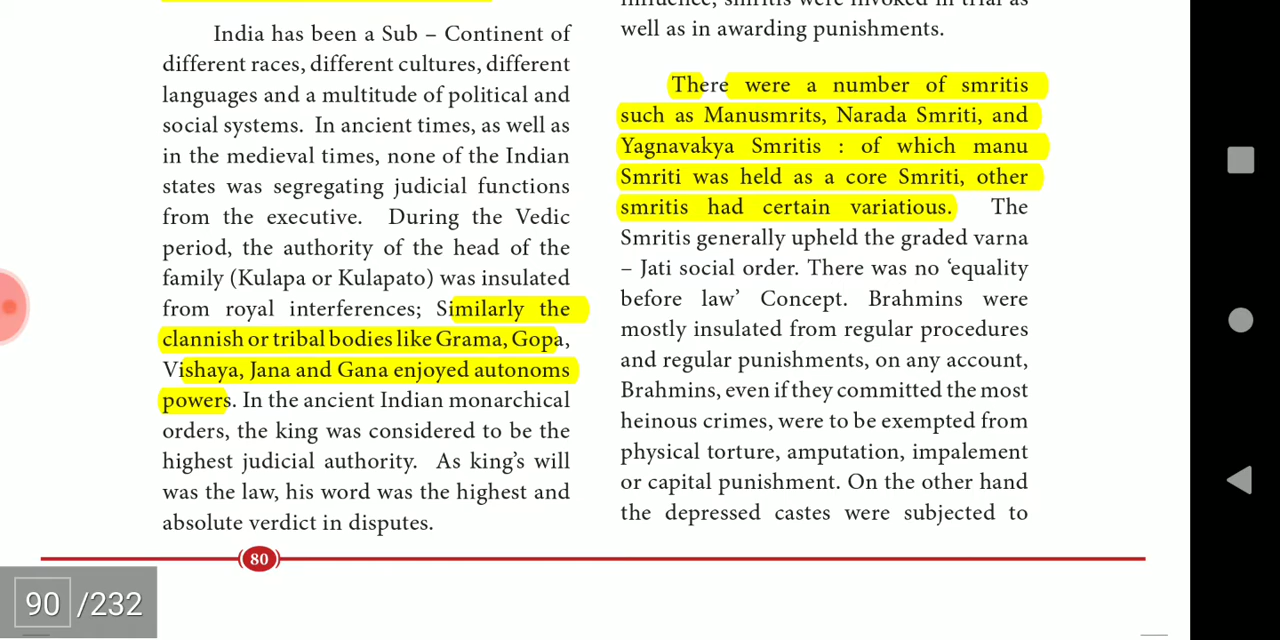 India has been a Sub – Continent of
different races, different cultures, different
languages and a multitude of political and
social systems. In ancient times, as well as
in the medieval times, none of the Indian
states was segregating judicial functions
from the executive. During the Vedic
period, the authority of the head of the
family (Kulapa or Kulapato) was insulated
from royal interferences; Similarly the
clannish or tribal bodies like Grama, Gopa,
Vishaya, Jana and Gana enjoyed autonoms
powers. In the ancient Indian monarchical
orders, the king was considered to be the
highest judicial authority. As king’s will
was the law, his word was the highest and
absolute verdict in disputes.
influence, smritis were invoked in trial as
well as in awarding punishments.
There were a number of smritis
such as Manusmrits, Narada Smriti, and
Yagnavakya Smritis : of which manu
Smriti was held as a core Smriti, other
smritis had certain variatious. The
Smritis generally upheld the graded varna
– Jati social order. There was no ‘equality
before law’ Concept. Brahmins were
mostly insulated from regular procedures
and regular punishments, on any account,
Brahmins, even if they committed the most
heinous crimes, were to be exempted from
physical torture, amputation, impalement
or capital punishment. On the other hand
the depressed castes were subjected to
80
90 /232